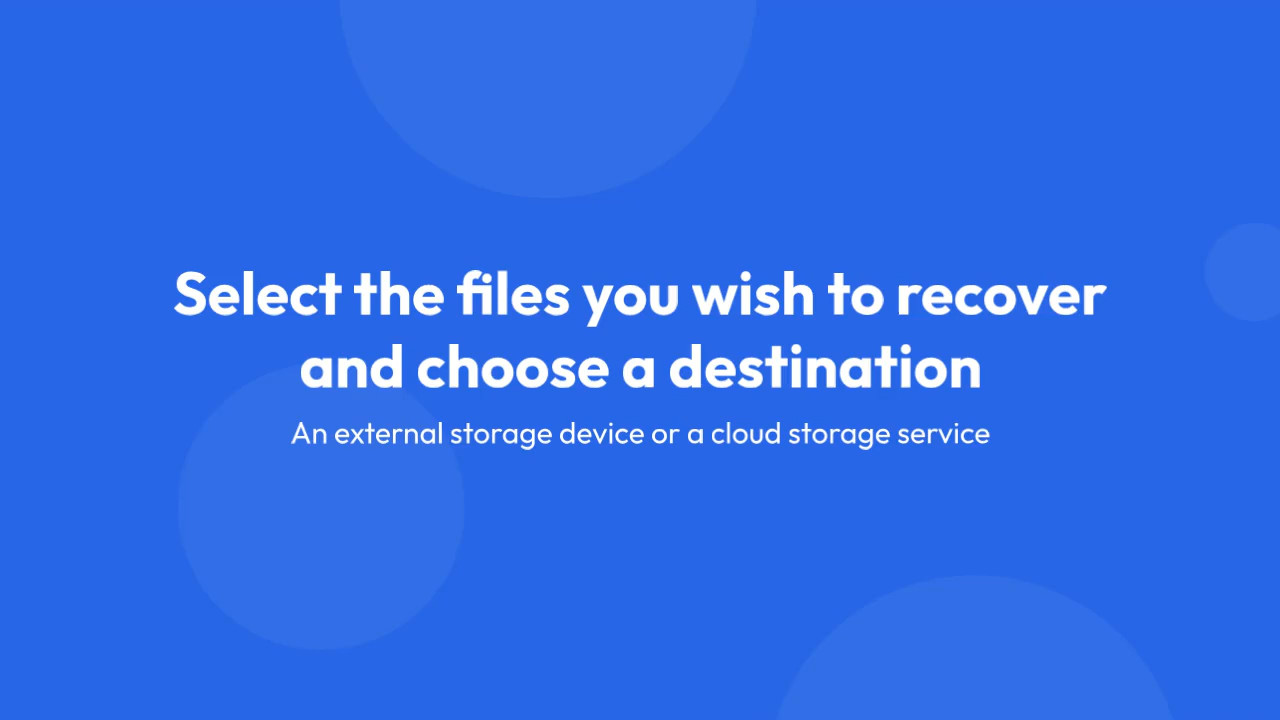 Select the files you wish to recover
and choose a destination
An external storage device or a cloud storage service